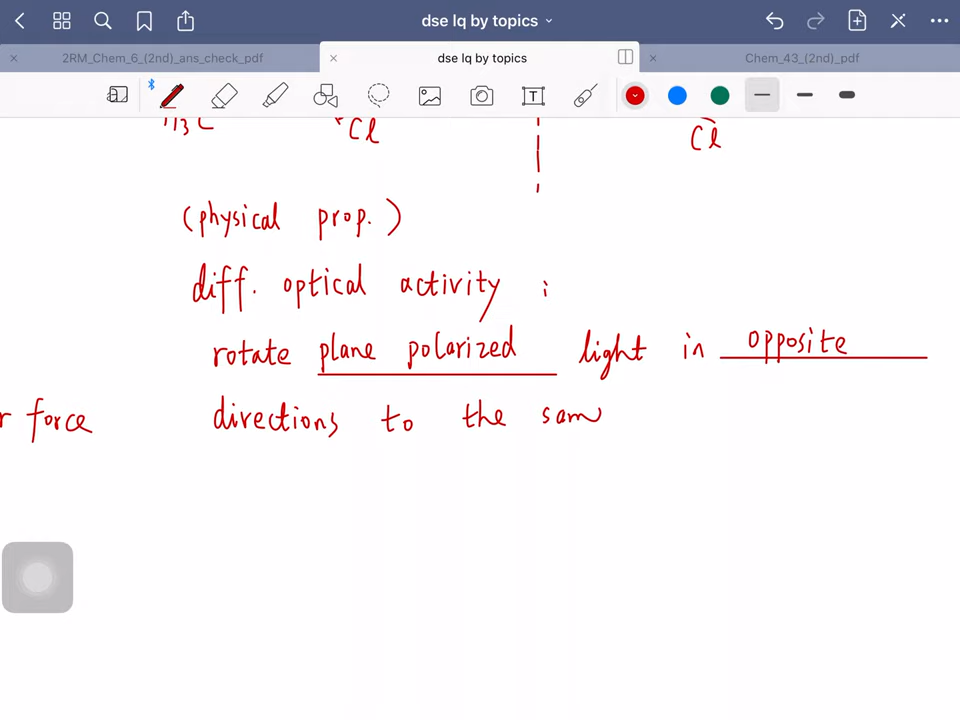 dse lq by topics
2RM_Chem_6_(2nd)_ans_check_pdf
dse lq by topics
Chem_43_(2nd)_pdf
H3C
Cl
Cl
(physical prop.)
diff. optical activity :
rotate plane polarized light in opposite
r force
directions to the sam